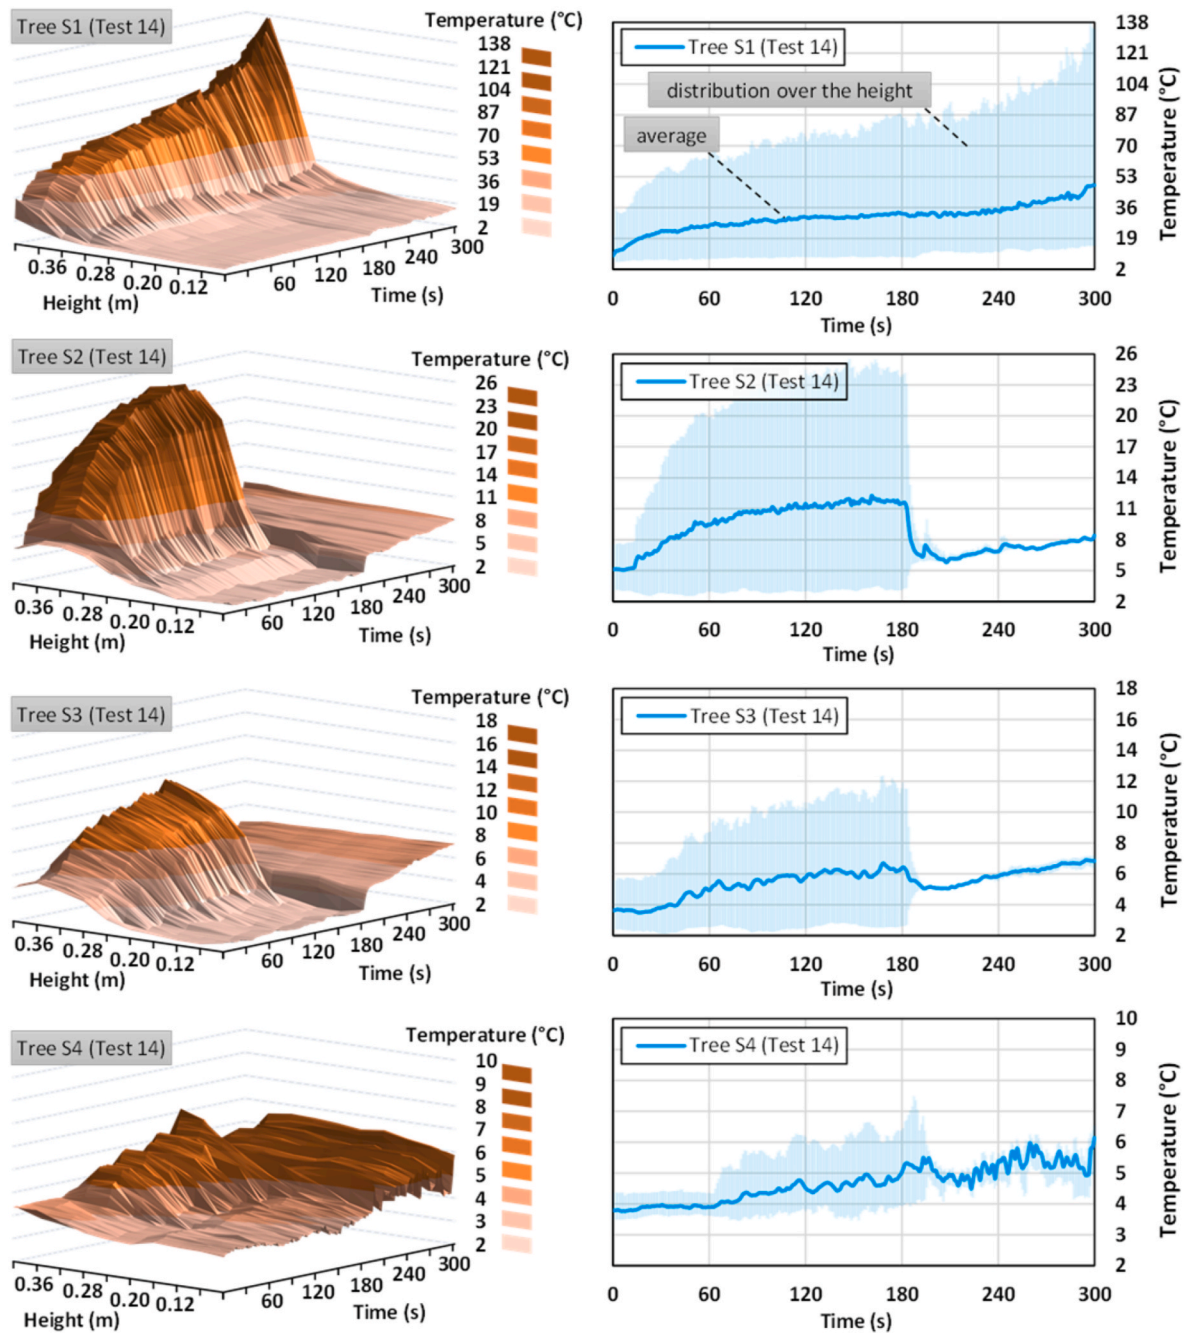 Tree S1 (Test 14)
Temperature (°C)
138
121
104
87
70
53
36
19
2
0.36 0.28 0.20 0.12
Height (m)
60 120 180 240 300
Time (s)
Tree S1 (Test 14)
distribution over the height
average
138
121
104
87
70
53
36
19
2
Temperature (°C)
0 60 120 180 240 300
Time (s)
Tree S2 (Test 14)
Temperature (°C)
26
23
20
17
14
11
8
5
2
0.36 0.28 0.20 0.12
Height (m)
60 120 180 240 300
Time (s)
Tree S2 (Test 14)
26
23
20
17
14
11
8
5
2
Temperature (°C)
0 60 120 180 240 300
Time (s)
Tree S3 (Test 14)
Temperature (°C)
18
16
14
12
10
8
6
4
2
0.36 0.28 0.20 0.12
Height (m)
60 120 180 240 300
Time (s)
Tree S3 (Test 14)
18
16
14
12
10
8
6
4
2
Temperature (°C)
0 60 120 180 240 300
Time (s)
Tree S4 (Test 14)
Temperature (°C)
10
9
8
7
6
5
4
3
2
0.36 0.28 0.20 0.12
Height (m)
60 120 180 240 300
Time (s)
Tree S4 (Test 14)
10
9
8
7
6
5
4
3
2
Temperature (°C)
0 60 120 180 240 300
Time (s)